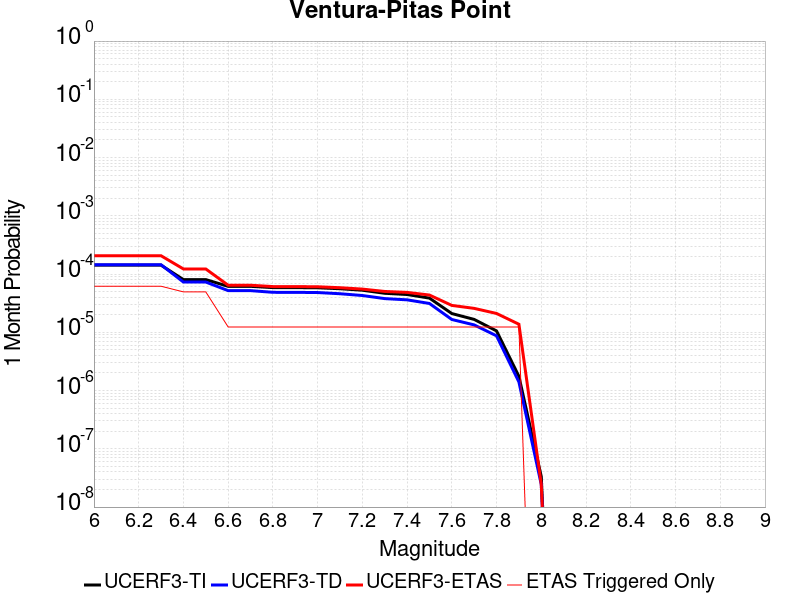 Ventura-Pitas Point
10^0
10^-1
10^-2
10^-3
10^-4
10^-5
10^-6
10^-7
10^-8
1 Month Probability
6 6.2 6.4 6.6 6.8 7 7.2 7.4 7.6 7.8 8 8.2 8.4 8.6 8.8 9
Magnitude
UCERF3-TI UCERF3-TD UCERF3-ETAS ETAS Triggered Only